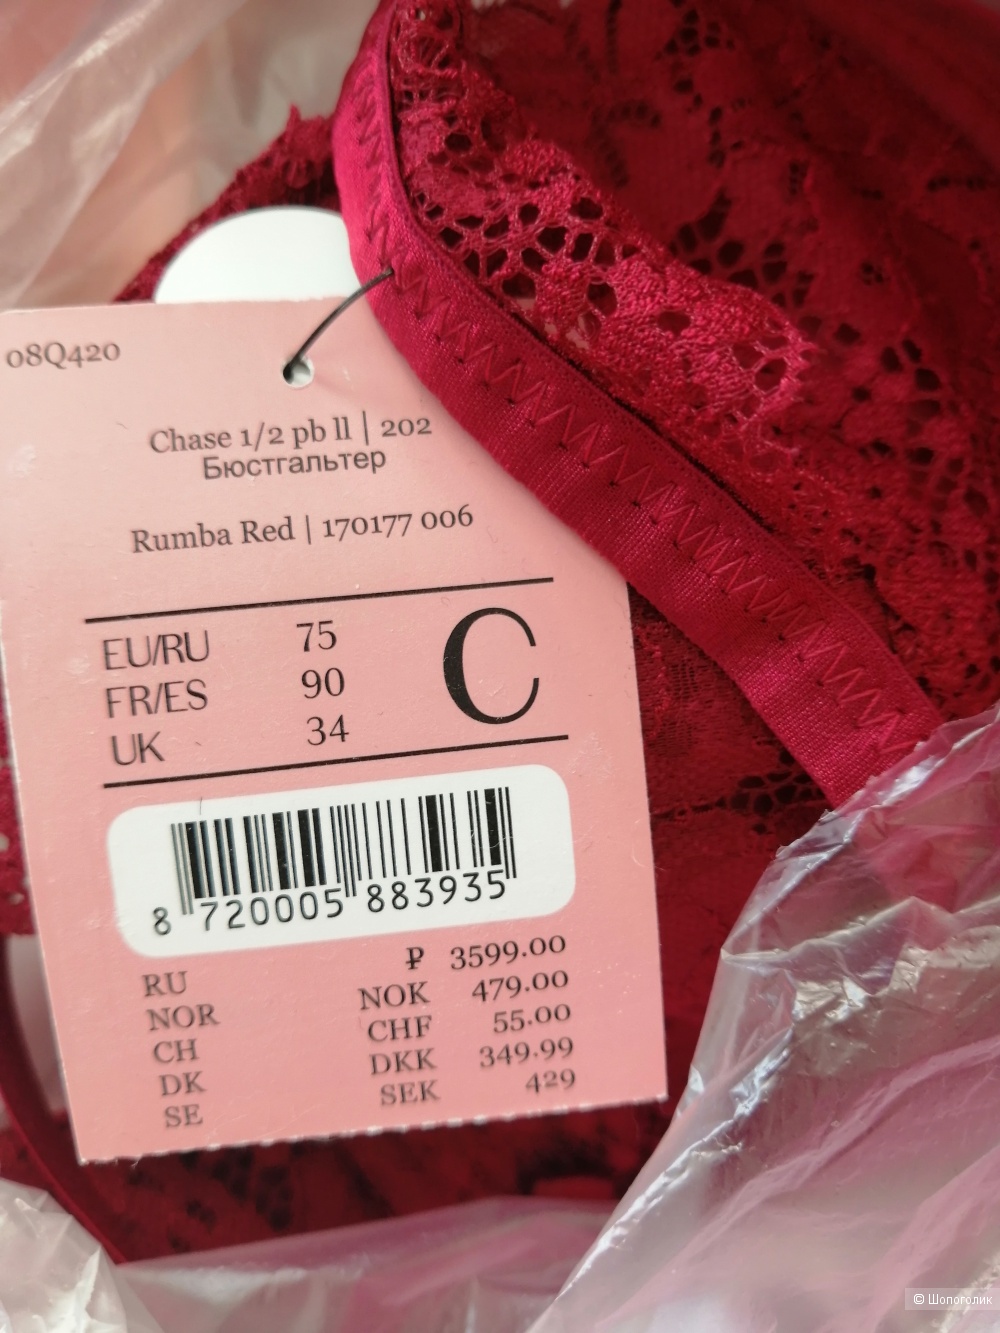 08Q420
Chase 1/2 pb ll | 202
Бюстгальтер
Rumba Red | 170177 006
EU/RU 75
FR/ES 90
UK 34
C
8 720005 883935
RU ₽ 3599.00
NOR NOK 479.00
CH CHF 55.00
DK DKK 349.99
SE SEK 429
© Шопоголик